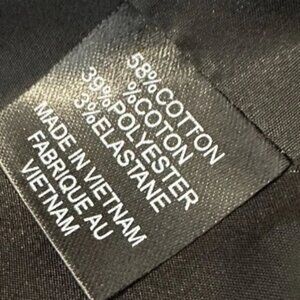 58%COTTON
%COTON
39%POLYESTER
3%ELASTANE
MADE IN VIETNAM
FABRIQUE AU
VIETNAM